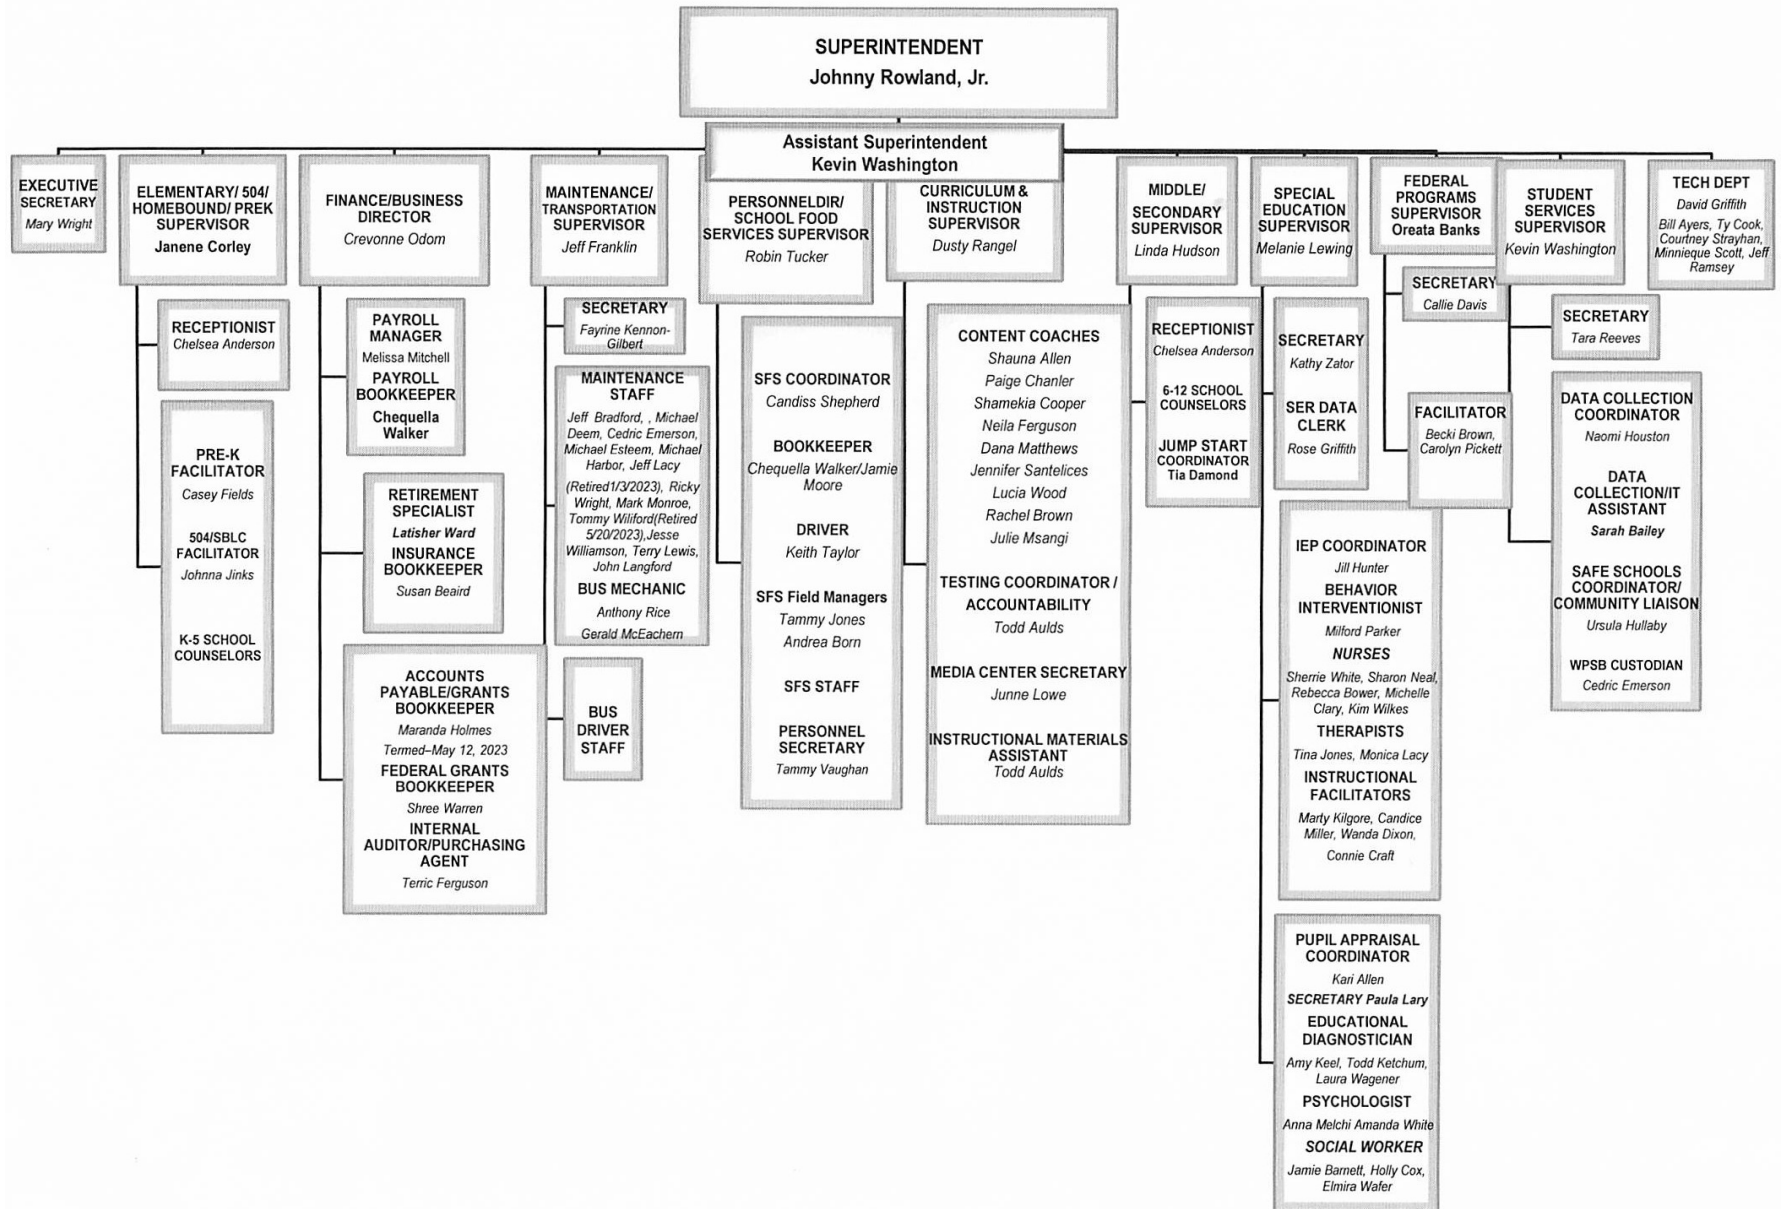 SUPERINTENDENT
Johnny Rowland, Jr.
Assistant Superintendent
Kevin Washington
EXECUTIVE
SECRETARY
Mary Wright
ELEMENTARY/ 504/
HOMEBOUND/ PREK
SUPERVISOR
Janene Corley
RECEPTIONIST
Chelsea Anderson
PRE-K
FACILITATOR
Casey Fields
504/SBLC
FACILITATOR
Johnna Jinks
K-5 SCHOOL
COUNSELORS
FINANCE/BUSINESS
DIRECTOR
Crevonne Odom
PAYROLL
MANAGER
Melissa Mitchell
PAYROLL
BOOKKEEPER
Chequella
Walker
RETIREMENT
SPECIALIST
Latisher Ward
INSURANCE
BOOKKEEPER
Susan Beaird
ACCOUNTS
PAYABLE/GRANTS
BOOKKEEPER
Maranda Holmes
Termed–May 12, 2023
FEDERAL GRANTS
BOOKKEEPER
Shree Warren
INTERNAL
AUDITOR/PURCHASING
AGENT
Terric Ferguson
MAINTENANCE/
TRANSPORTATION
SUPERVISOR
Jeff Franklin
SECRETARY
Fayrine Kennon-
Gilbert
MAINTENANCE
STAFF
Jeff Bradford, , Michael
Deem, Cedric Emerson,
Michael Esteem, Michael
Harbor, Jeff Lacy
(Retired1/3/2023), Ricky
Wright, Mark Monroe,
Tommy Wiliford(Retired
5/20/2023),Jesse
Williamson, Terry Lewis,
John Langford
BUS MECHANIC
Anthony Rice
Gerald McEachern
BUS
DRIVER
STAFF
PERSONNELDIR/
SCHOOL FOOD
SERVICES SUPERVISOR
Robin Tucker
SFS COORDINATOR
Candiss Shepherd
BOOKKEEPER
Chequella Walker/Jamie
Moore
DRIVER
Keith Taylor
SFS Field Managers
Tammy Jones
Andrea Born
SFS STAFF
PERSONNEL
SECRETARY
Tammy Vaughan
CURRICULUM &
INSTRUCTION
SUPERVISOR
Dusty Rangel
CONTENT COACHES
Shauna Allen
Paige Chanler
Shamekia Cooper
Neila Ferguson
Dana Matthews
Jennifer Santelices
Lucia Wood
Rachel Brown
Julie Msangi
TESTING COORDINATOR /
ACCOUNTABILITY
Todd Aulds
MEDIA CENTER SECRETARY
Junne Lowe
INSTRUCTIONAL MATERIALS
ASSISTANT
Todd Aulds
MIDDLE/
SECONDARY
SUPERVISOR
Linda Hudson
RECEPTIONIST
Chelsea Anderson
6-12 SCHOOL
COUNSELORS
JUMP START
COORDINATOR
Tia Damond
SPECIAL
EDUCATION
SUPERVISOR
Melanie Lewing
SECRETARY
Kathy Zator
SER DATA
CLERK
Rose Griffith
IEP COORDINATOR
Jill Hunter
BEHAVIOR
INTERVENTIONIST
Milford Parker
NURSES
Sherrie White, Sharon Neal,
Rebecca Bower, Michelle
Clary, Kim Wilkes
THERAPISTS
Tina Jones, Monica Lacy
INSTRUCTIONAL
FACILITATORS
Marty Kilgore, Candice
Miller, Wanda Dixon,
Connie Craft
PUPIL APPRAISAL
COORDINATOR
Kari Allen
SECRETARY Paula Lary
EDUCATIONAL
DIAGNOSTICIAN
Amy Keel, Todd Ketchum,
Laura Wagener
PSYCHOLOGIST
Anna Melchi Amanda White
SOCIAL WORKER
Jamie Barnett, Holly Cox,
Elmira Wafer
FEDERAL
PROGRAMS
SUPERVISOR
Oreata Banks
SECRETARY
Callie Davis
FACILITATOR
Becki Brown,
Carolyn Pickett
STUDENT
SERVICES
SUPERVISOR
Kevin Washington
SECRETARY
Tara Reeves
DATA COLLECTION
COORDINATOR
Naomi Houston
DATA
COLLECTION/IT
ASSISTANT
Sarah Bailey
SAFE SCHOOLS
COORDINATOR/
COMMUNITY LIAISON
Ursula Hullaby
WPSB CUSTODIAN
Cedric Emerson
TECH DEPT
David Griffith
Bill Ayers, Ty Cook,
Courtney Strayhan,
Minnieque Scott, Jeff
Ramsey